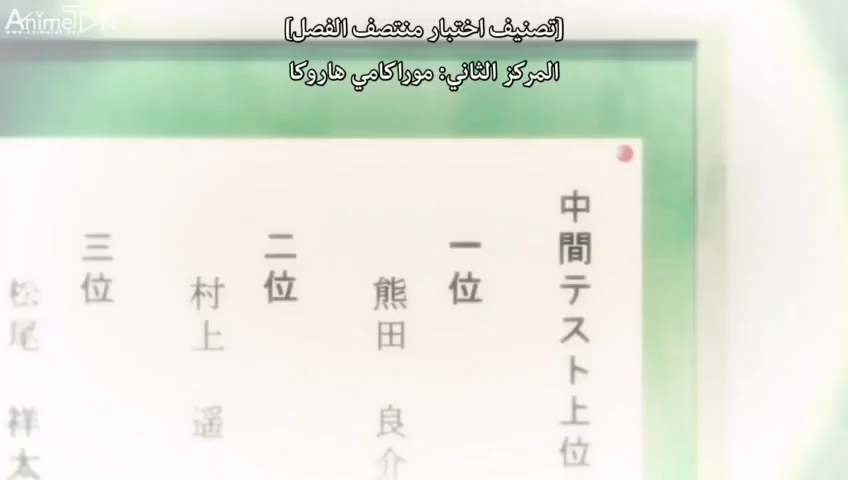 AnimeTDK
[تصنيف اختبار منتصف الفصل]
المركز الثاني: موراكامي هاروكا
中間テスト上位
一位
熊田 良介
二位
村上 遥
三位
松尾 祥太